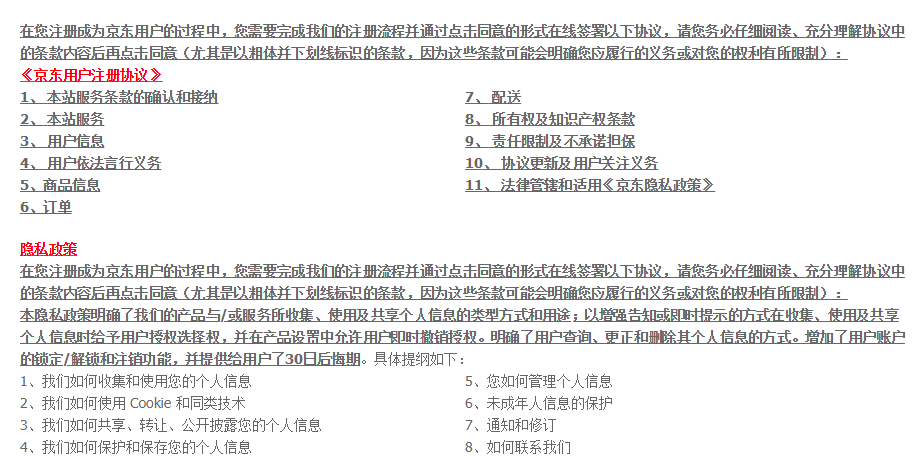 在您注册成为京东用户的过程中，您需要完成我们的注册流程并通过点击同意的形式在线签署以下协议，请您务必仔细阅读、充分理解协议中
的条款内容后再点击同意（尤其是以粗体并下划线标识的条款，因为这些条款可能会明确您应履行的义务或对您的权利有所限制）:
《京东用户注册协议》
1、 本站服务条款的确认和接纳
2、 本站服务
3、 用户信息
4、 用户依法言行义务
5、商品信息
6、订单
7、 配送
8、 所有权及知识产权条款
9、 责任限制及不承诺担保
10、 协议更新及用户关注义务
11、 法律管辖和适用《京东隐私政策》
隐私政策
在您注册成为京东用户的过程中，您需要完成我们的注册流程并通过点击同意的形式在线签署以下协议，请您务必仔细阅读、充分理解协议中
的条款内容后再点击同意（尤其是以粗体并下划线标识的条款，因为这些条款可能会明确您应履行的义务或对您的权利有所限制）:
本隐私政策明确了我们的产品与/或服务所收集、使用及共享个人信息的类型方式和用途；以增强告知或即时提示的方式在收集、使用及共享
个人信息时给予用户授权选择权，并在产品设置中允许用户即时撤销授权。明确了用户查询、更正和删除其个人信息的方式。增加了用户账户
的锁定/解锁和注销功能，并提供给用户了30日后悔期。具体提纲如下：
1、我们如何收集和使用您的个人信息
2、我们如何使用 Cookie 和同类技术
3、我们如何共享、转让、公开披露您的个人信息
4、我们如何保护和保存您的个人信息
5、您如何管理个人信息
6、未成年人信息的保护
7、通知和修订
8、如何联系我们